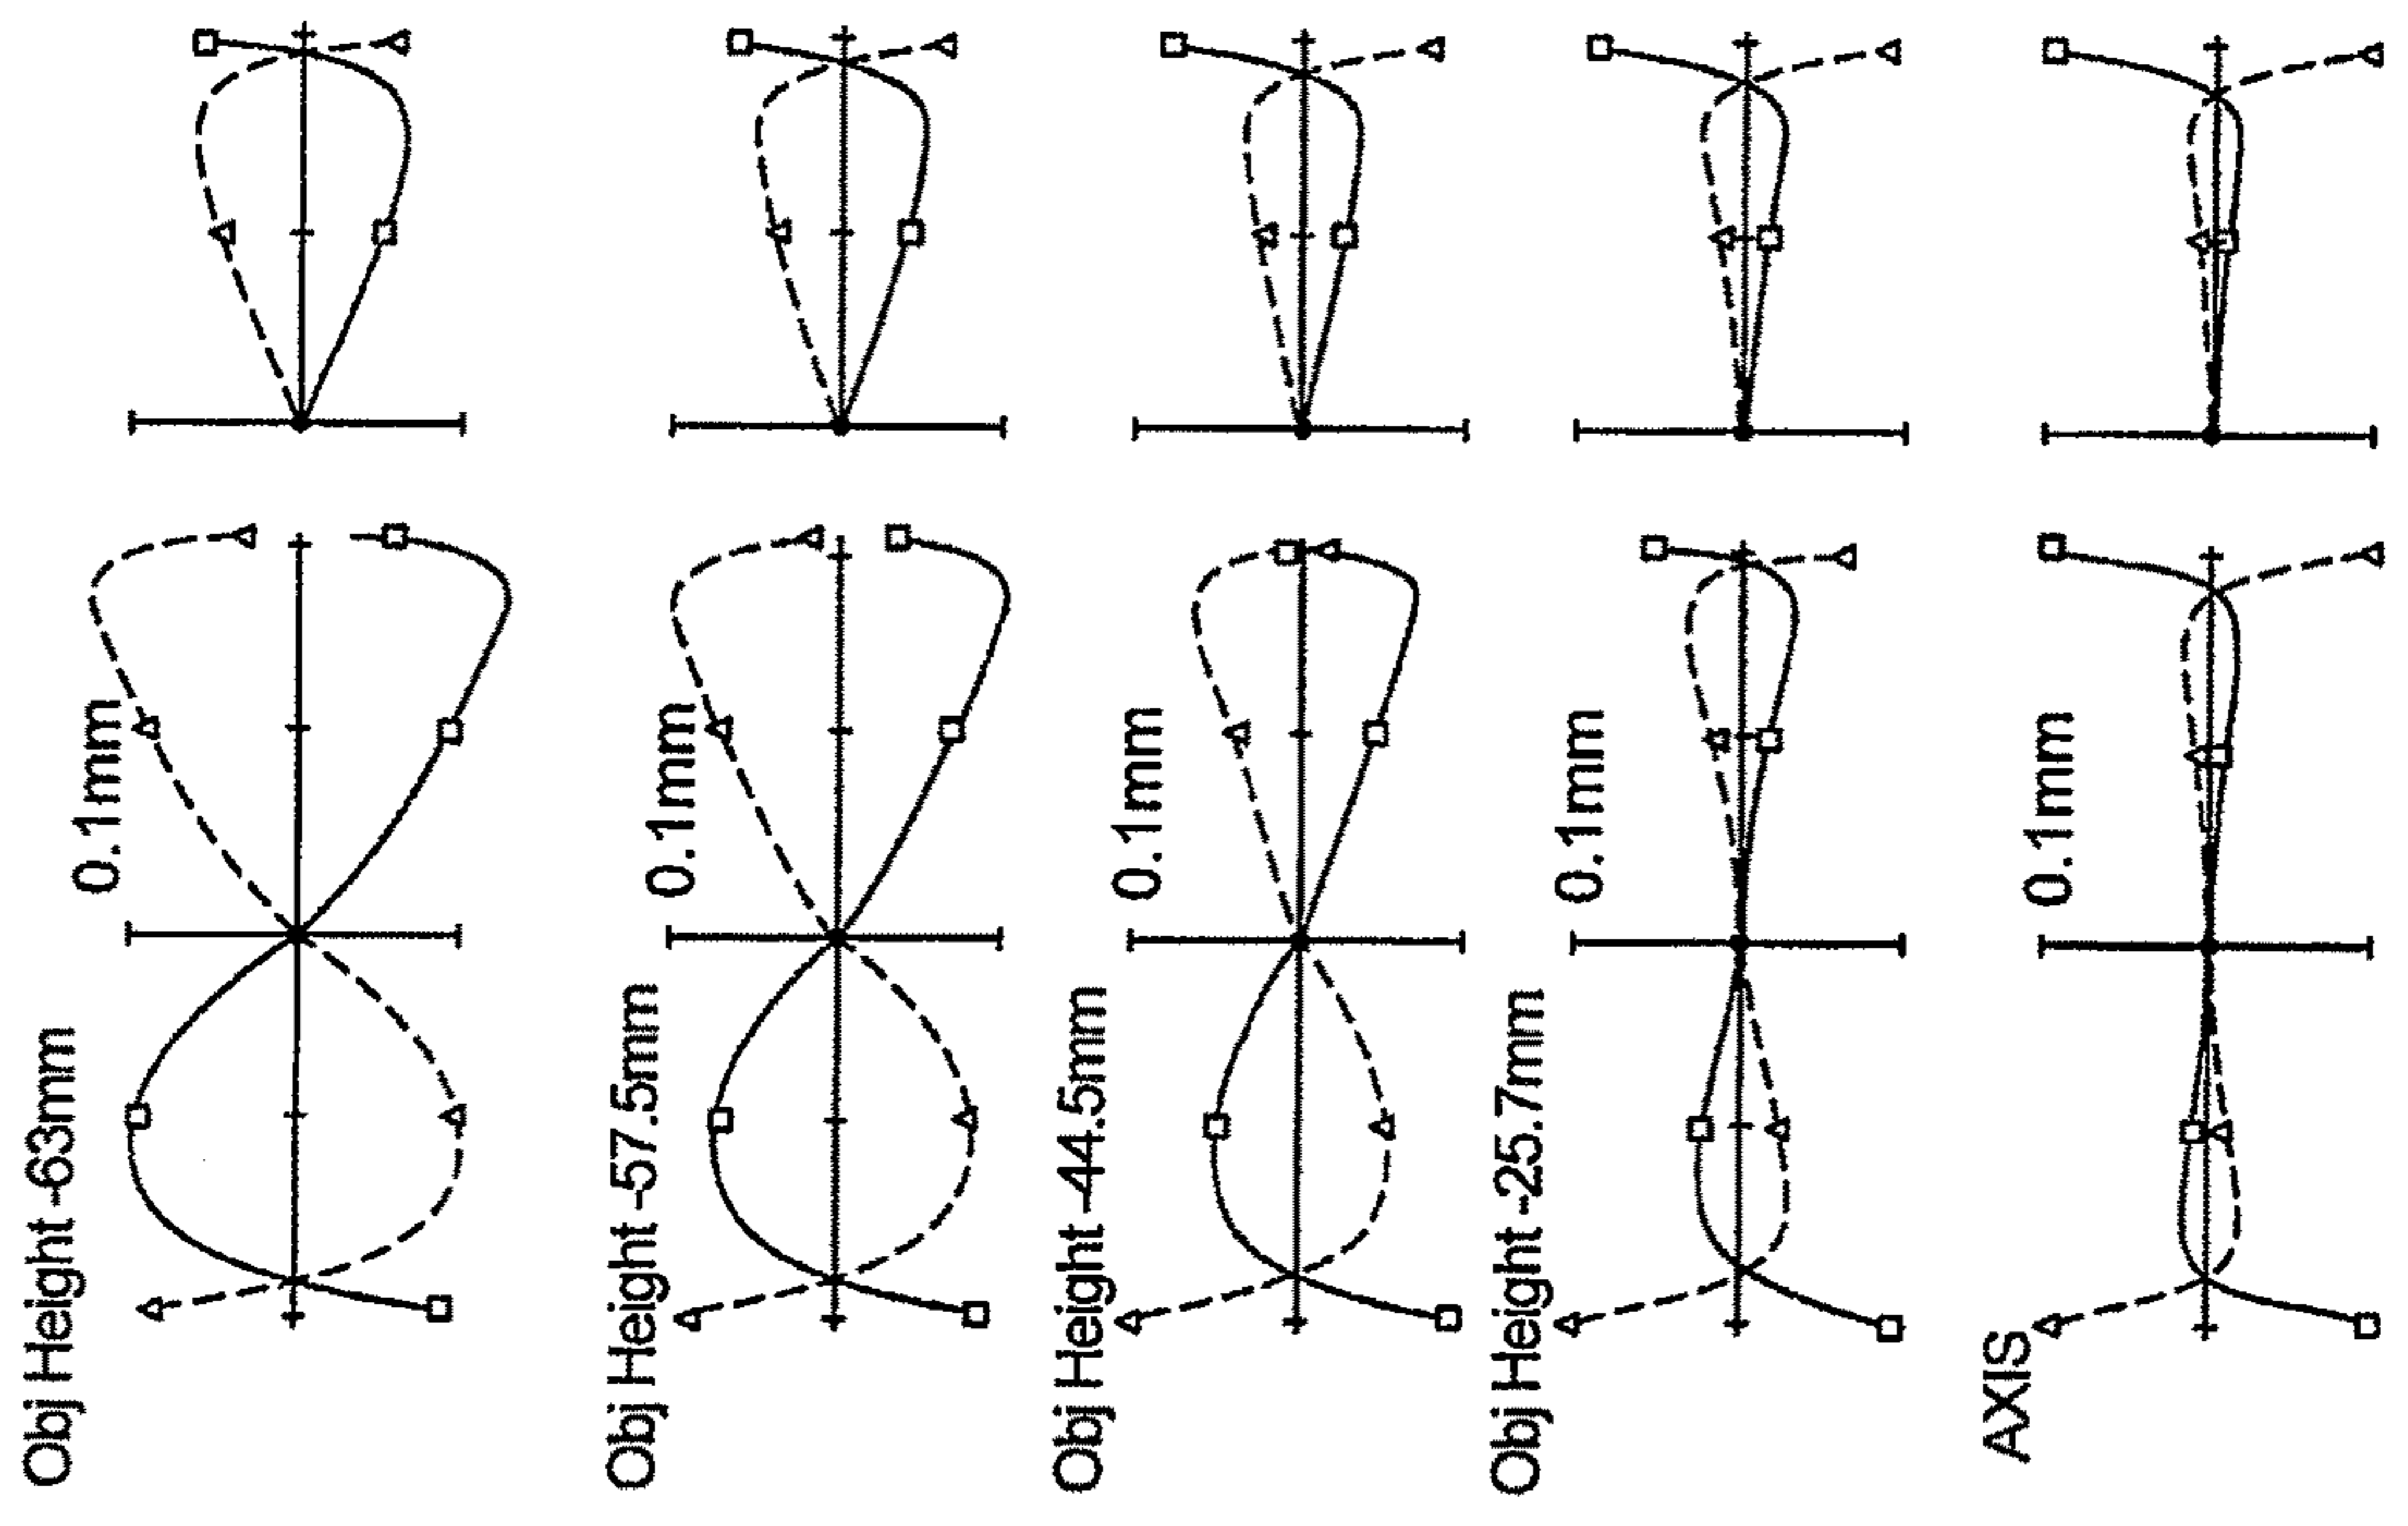 Obj Height -63mm
0.1mm
Obj Height -57.5mm
0.1mm
Obj Height -44.5mm
0.1mm
Obj Height -25.7mm
0.1mm
AXIS
0.1mm